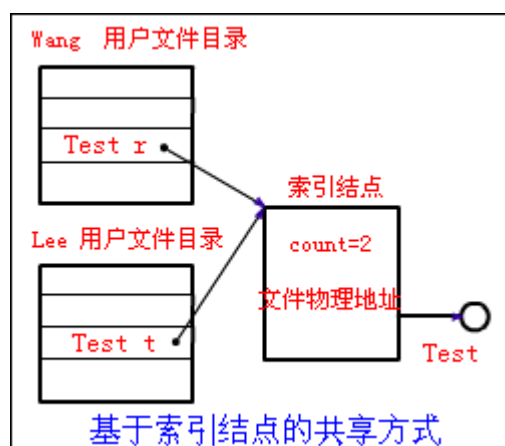 Wang 用户文件目录
Test r
索引结点
Lee 用户文件目录
count=2
文件物理地址
Test t
Test
基于索引结点的共享方式